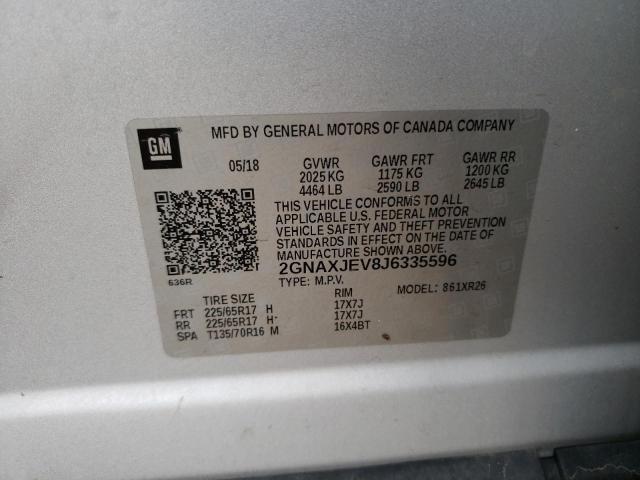 GM
MFD BY GENERAL MOTORS OF CANADA COMPANY
05/18 GVWR GAWR FRT GAWR RR
2025 KG 1175 KG 1200 KG
4464 LB 2590 LB 2645 LB
THIS VEHICLE CONFORMS TO ALL
APPLICABLE U.S. FEDERAL MOTOR
VEHICLE SAFETY AND THEFT PREVENTION
STANDARDS IN EFFECT ON THE DATE OF
MANUFACTURE SHOWN ABOVE.
2GNAXJEV8J6335596
636R TYPE: M.P.V. MODEL: 861XR26
TIRE SIZE RIM
FRT 225/65R17 H 17X7J
RR 225/65R17 H 17X7J
SPA T135/70R16 M 16X4BT